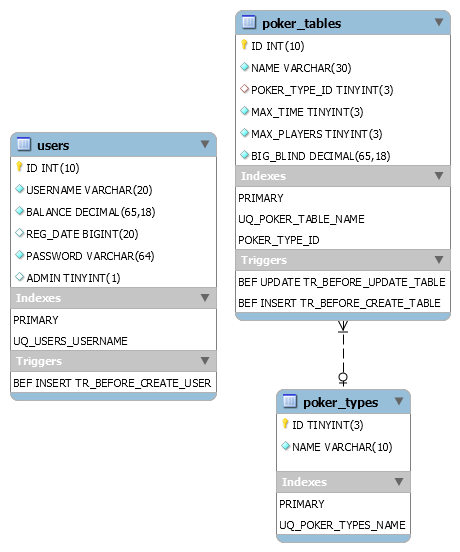 users
ID INT(10)
USERNAME VARCHAR(20)
BALANCE DECIMAL(65,18)
REG_DATE BIGINT(20)
PASSWORD VARCHAR(64)
ADMIN TINYINT(1)
Indexes
PRIMARY
UQ_USERS_USERNAME
Triggers
BEF INSERT TR_BEFORE_CREATE_USER
poker_tables
ID INT(10)
NAME VARCHAR(30)
POKER_TYPE_ID TINYINT(3)
MAX_TIME TINYINT(3)
MAX_PLAYERS TINYINT(3)
BIG_BLIND DECIMAL(65,18)
Indexes
PRIMARY
UQ_POKER_TABLE_NAME
POKER_TYPE_ID
Triggers
BEF UPDATE TR_BEFORE_UPDATE_TABLE
BEF INSERT TR_BEFORE_CREATE_TABLE
poker_types
ID TINYINT(3)
NAME VARCHAR(10)
Indexes
PRIMARY
UQ_POKER_TYPES_NAME